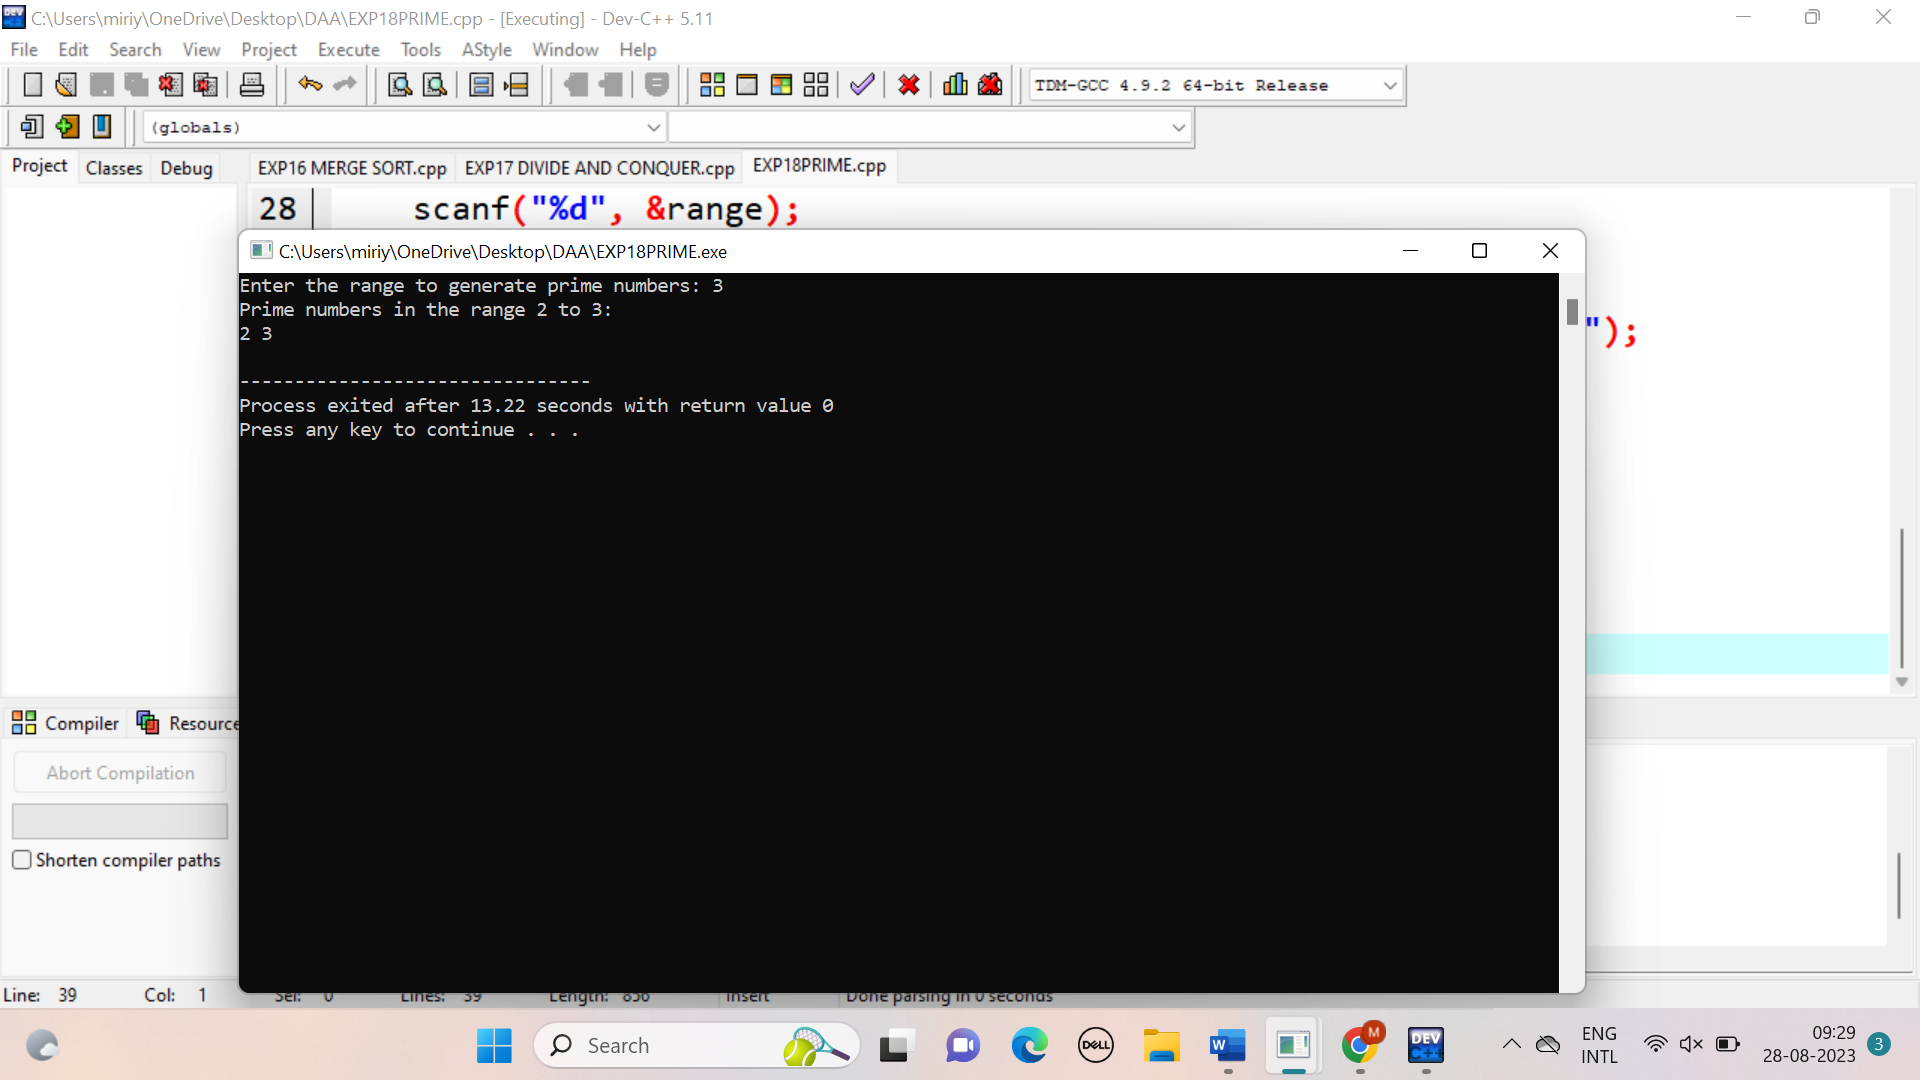 C:\Users\miriy\OneDrive\Desktop\DAA\EXP18PRIME.cpp - [Executing] - Dev-C++ 5.11
File Edit Search View Project Execute Tools AStyle Window Help
TDM-GCC 4.9.2 64-bit Release
(globals)
Project Classes Debug EXP16 MERGE SORT.cpp EXP17 DIVIDE AND CONQUER.cpp EXP18PRIME.cpp
28 scanf("%d", &range);
C:\Users\miriy\OneDrive\Desktop\DAA\EXP18PRIME.exe
Enter the range to generate prime numbers: 3
Prime numbers in the range 2 to 3:
");
2 3
--------------------------------
Process exited after 13.22 seconds with return value 0
Press any key to continue . . .
Compiler Resource
Abort Compilation
Shorten compiler paths
Line: 39 Col: 1 Sel: 0 Lines: 39 Length: 856 Insert Done parsing in 0 seconds
Search
DELL
W
M
DEV
C++
ENG
INTL
09:29
28-08-2023
3